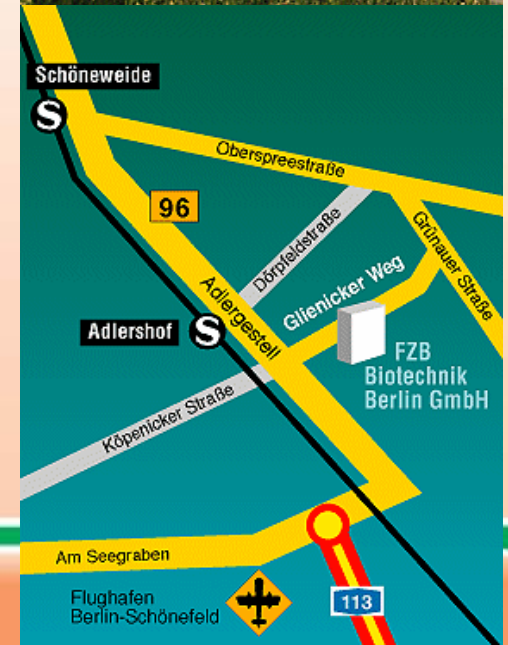 Schöneweide
S
Oberspreestraße
96
Dörpfeldstraße
Grünauer Straße
Glienicker Weg
Adlergestell
Adlershof
S
FZB
Biotechnik
Berlin GmbH
Köpenicker Straße
Am Seegraben
Flughafen
Berlin-Schönefeld
113